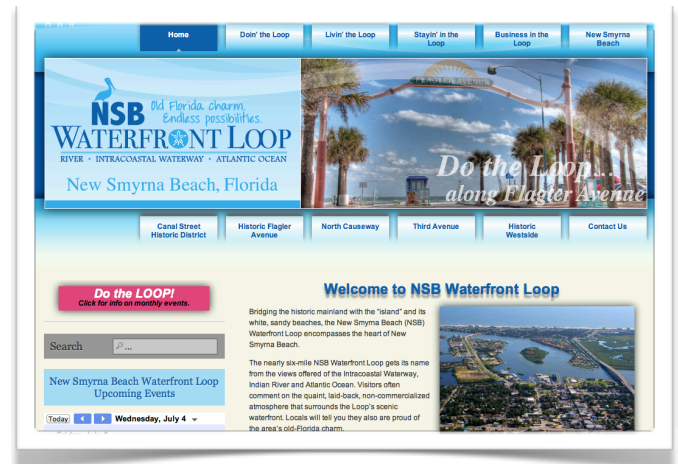 Home
Doin' the Loop
Livin' the Loop
Stayin' in the
Loop
Business in the
Loop
New Smyrna
Beach
NSB Old Florida charm.
Endless possibilities.
WATERFRONT LOOP
RIVER • INTRACOASTAL WATERWAY • ATLANTIC OCEAN
New Smyrna Beach, Florida
FLAGLER AVENUE
Do the Loop...
along Flagler Avenue
Canal Street
Historic District
Historic Flagler
Avenue
North Causeway
Third Avenue
Historic
Westside
Contact Us
Do the LOOP!
Click for info on monthly events.
Search
...
New Smyrna Beach Waterfront Loop
Upcoming Events
Today
Wednesday, July 4
Welcome to NSB Waterfront Loop
Bridging the historic mainland with the "island" and its
white, sandy beaches, the New Smyrna Beach (NSB)
Waterfront Loop encompasses the heart of New
Smyrna Beach.
The nearly six-mile NSB Waterfront Loop gets its name
from the views offered of the Intracoastal Waterway,
Indian River and Atlantic Ocean. Visitors often
comment on the quaint, laid-back, non-commercialized
atmosphere that surrounds the Loop's scenic
waterfront. Locals will tell you they also are proud of
the area's old-Florida charm.